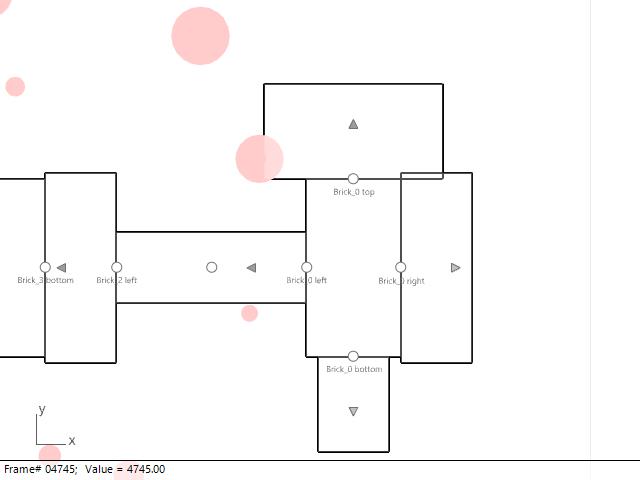 Brick_0 top
Brick_3 bottom
Brick_2 left
Brick_0 left
Brick_0 right
Brick_0 bottom
y
x
Frame# 04745; Value = 4745.00